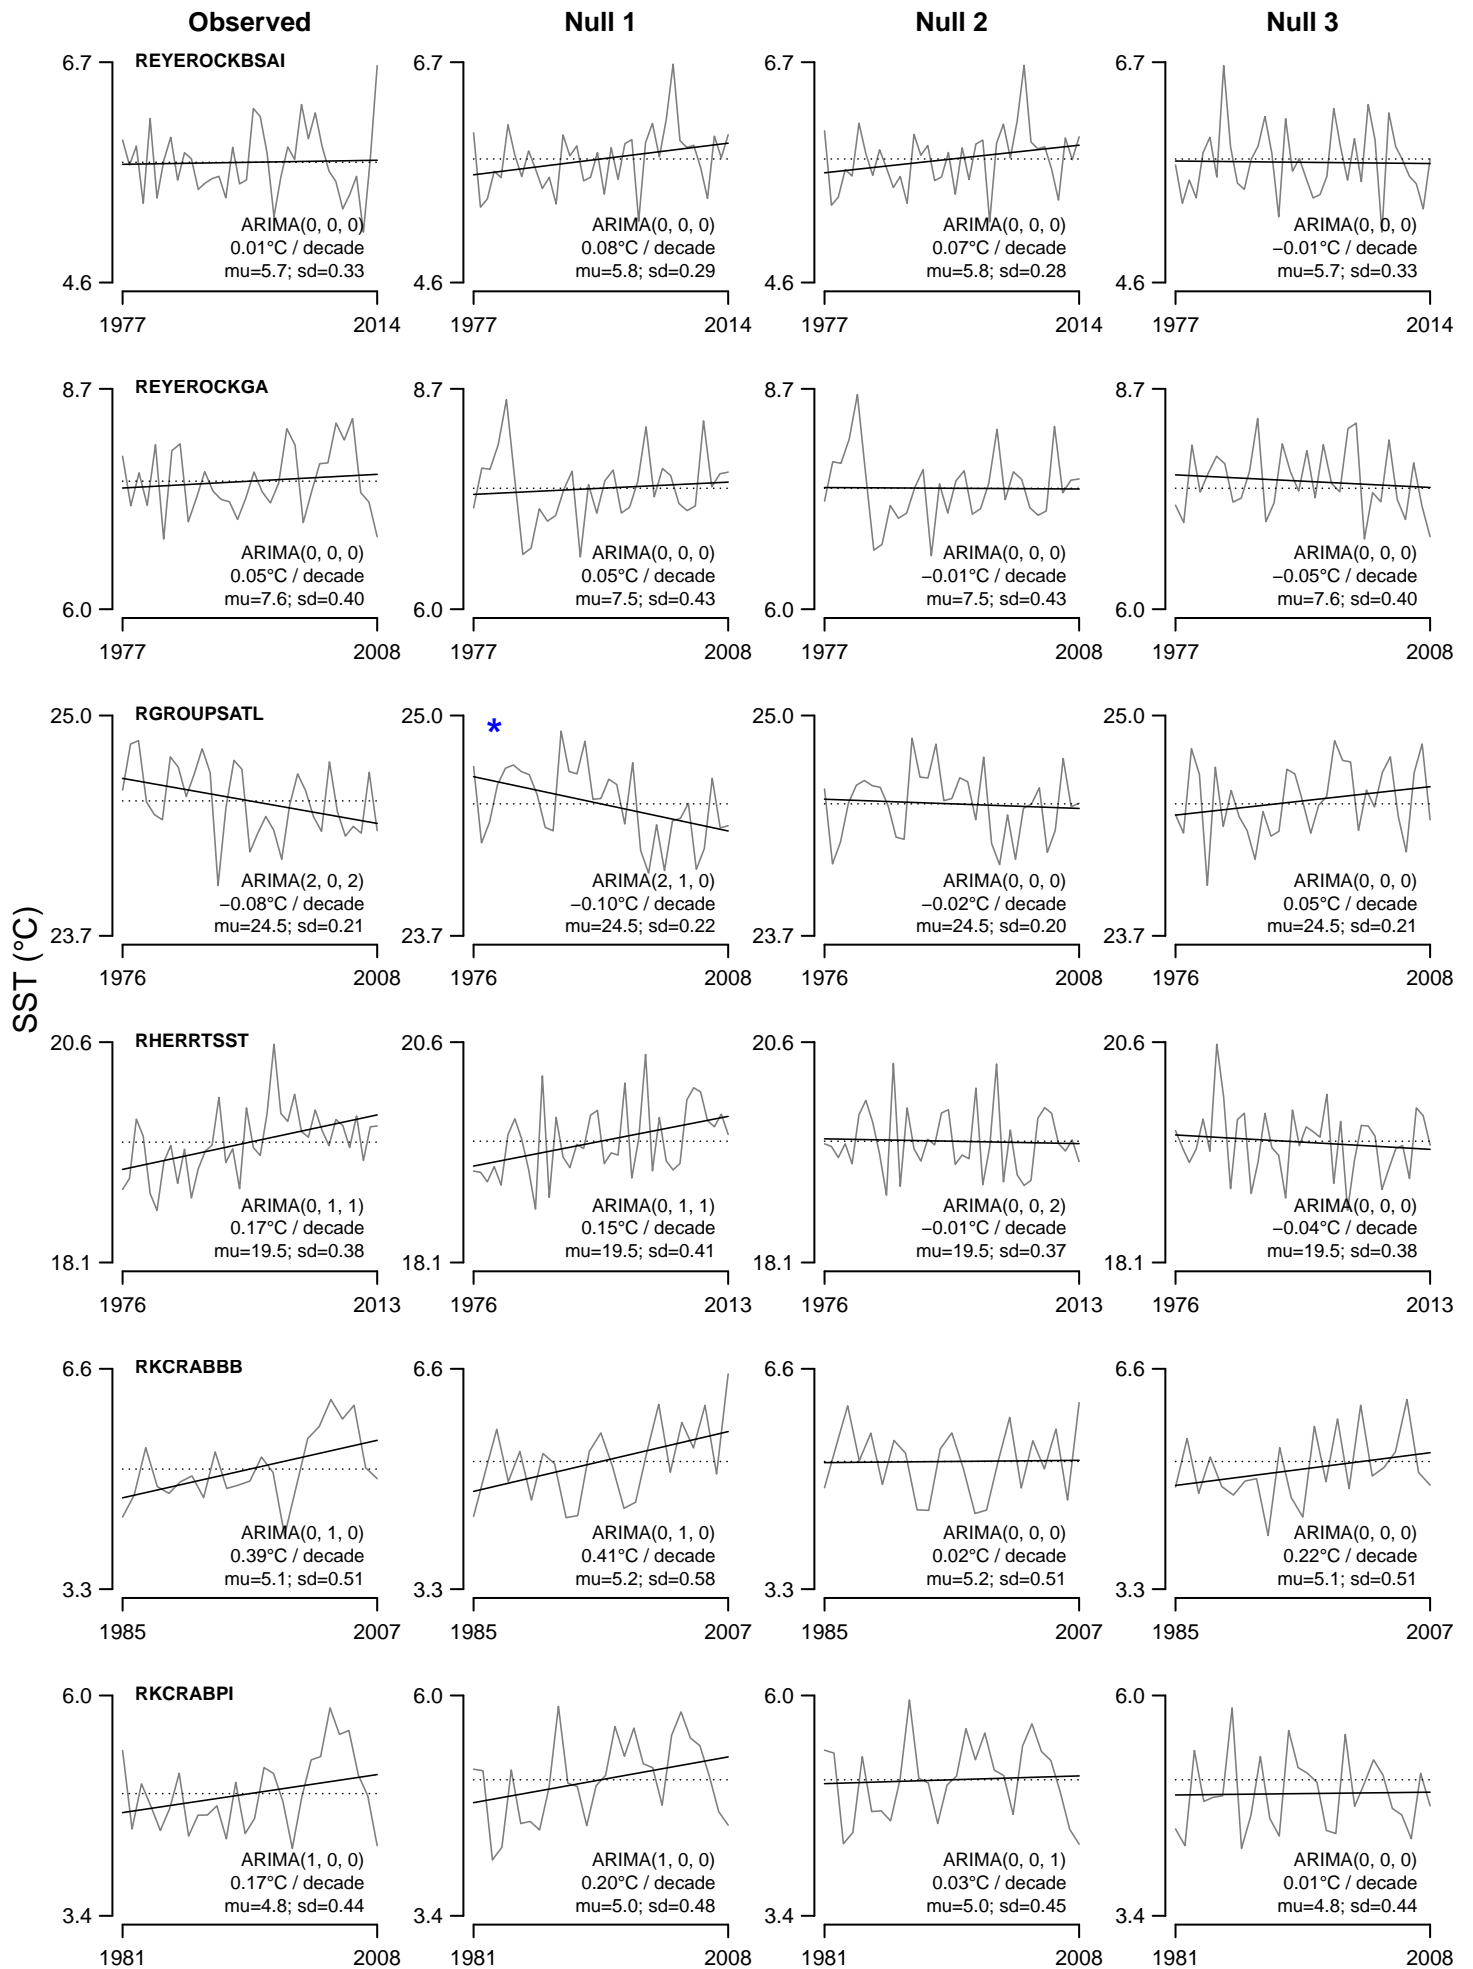 Observed Null 1 Null 2 Null 3
SST (°C)
REYEROCKBSAI
6.7 6.7 6.7 6.7
ARIMA(0, 0, 0) ARIMA(0, 0, 0) ARIMA(0, 0, 0) ARIMA(0, 0, 0)
0.01°C / decade 0.08°C / decade 0.07°C / decade −0.01°C / decade
mu=5.7; sd=0.33 mu=5.8; sd=0.29 mu=5.8; sd=0.28 mu=5.7; sd=0.33
4.6 4.6 4.6 4.6
1977 2014 1977 2014 1977 2014 1977 2014
REYEROCKGA
8.7 8.7 8.7 8.7
ARIMA(0, 0, 0) ARIMA(0, 0, 0) ARIMA(0, 0, 0) ARIMA(0, 0, 0)
0.05°C / decade 0.05°C / decade −0.01°C / decade −0.05°C / decade
mu=7.6; sd=0.40 mu=7.5; sd=0.43 mu=7.5; sd=0.43 mu=7.6; sd=0.40
6.0 6.0 6.0 6.0
1977 2008 1977 2008 1977 2008 1977 2008
RGROUPSATL
25.0 25.0 * 25.0 25.0
ARIMA(2, 0, 2) ARIMA(2, 1, 0) ARIMA(0, 0, 0) ARIMA(0, 0, 0)
−0.08°C / decade −0.10°C / decade −0.02°C / decade 0.05°C / decade
mu=24.5; sd=0.21 mu=24.5; sd=0.22 mu=24.5; sd=0.20 mu=24.5; sd=0.21
23.7 23.7 23.7 23.7
1976 2008 1976 2008 1976 2008 1976 2008
RHERRTSST
20.6 20.6 20.6 20.6
ARIMA(0, 1, 1) ARIMA(0, 1, 1) ARIMA(0, 0, 2) ARIMA(0, 0, 0)
0.17°C / decade 0.15°C / decade −0.01°C / decade −0.04°C / decade
mu=19.5; sd=0.38 mu=19.5; sd=0.41 mu=19.5; sd=0.37 mu=19.5; sd=0.38
18.1 18.1 18.1 18.1
1976 2013 1976 2013 1976 2013 1976 2013
RKCRABBB
6.6 6.6 6.6 6.6
ARIMA(0, 1, 0) ARIMA(0, 1, 0) ARIMA(0, 0, 0) ARIMA(0, 0, 0)
0.39°C / decade 0.41°C / decade 0.02°C / decade 0.22°C / decade
mu=5.1; sd=0.51 mu=5.2; sd=0.58 mu=5.2; sd=0.51 mu=5.1; sd=0.51
3.3 3.3 3.3 3.3
1985 2007 1985 2007 1985 2007 1985 2007
RKCRABPI
6.0 6.0 6.0 6.0
ARIMA(1, 0, 0) ARIMA(1, 0, 0) ARIMA(0, 0, 1) ARIMA(0, 0, 0)
0.17°C / decade 0.20°C / decade 0.03°C / decade 0.01°C / decade
mu=4.8; sd=0.44 mu=5.0; sd=0.48 mu=5.0; sd=0.45 mu=4.8; sd=0.44
3.4 3.4 3.4 3.4
1981 2008 1981 2008 1981 2008 1981 2008